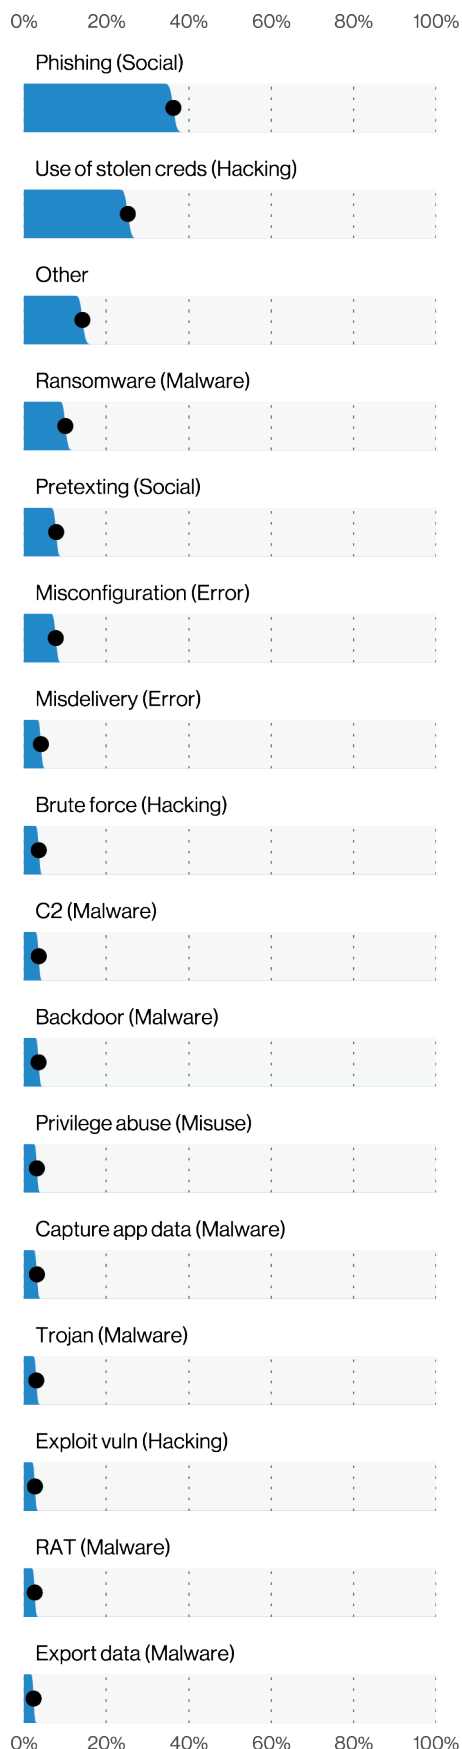 0% 20% 40% 60% 80% 100%
Phishing (Social)
Use of stolen creds (Hacking)
Other
Ransomware (Malware)
Pretexting (Social)
Misconfiguration (Error)
Misdelivery (Error)
Brute force (Hacking)
C2 (Malware)
Backdoor (Malware)
Privilege abuse (Misuse)
Capture app data (Malware)
Trojan (Malware)
Exploit vuln (Hacking)
RAT (Malware)
Export data (Malware)
0% 20% 40% 60% 80% 100%